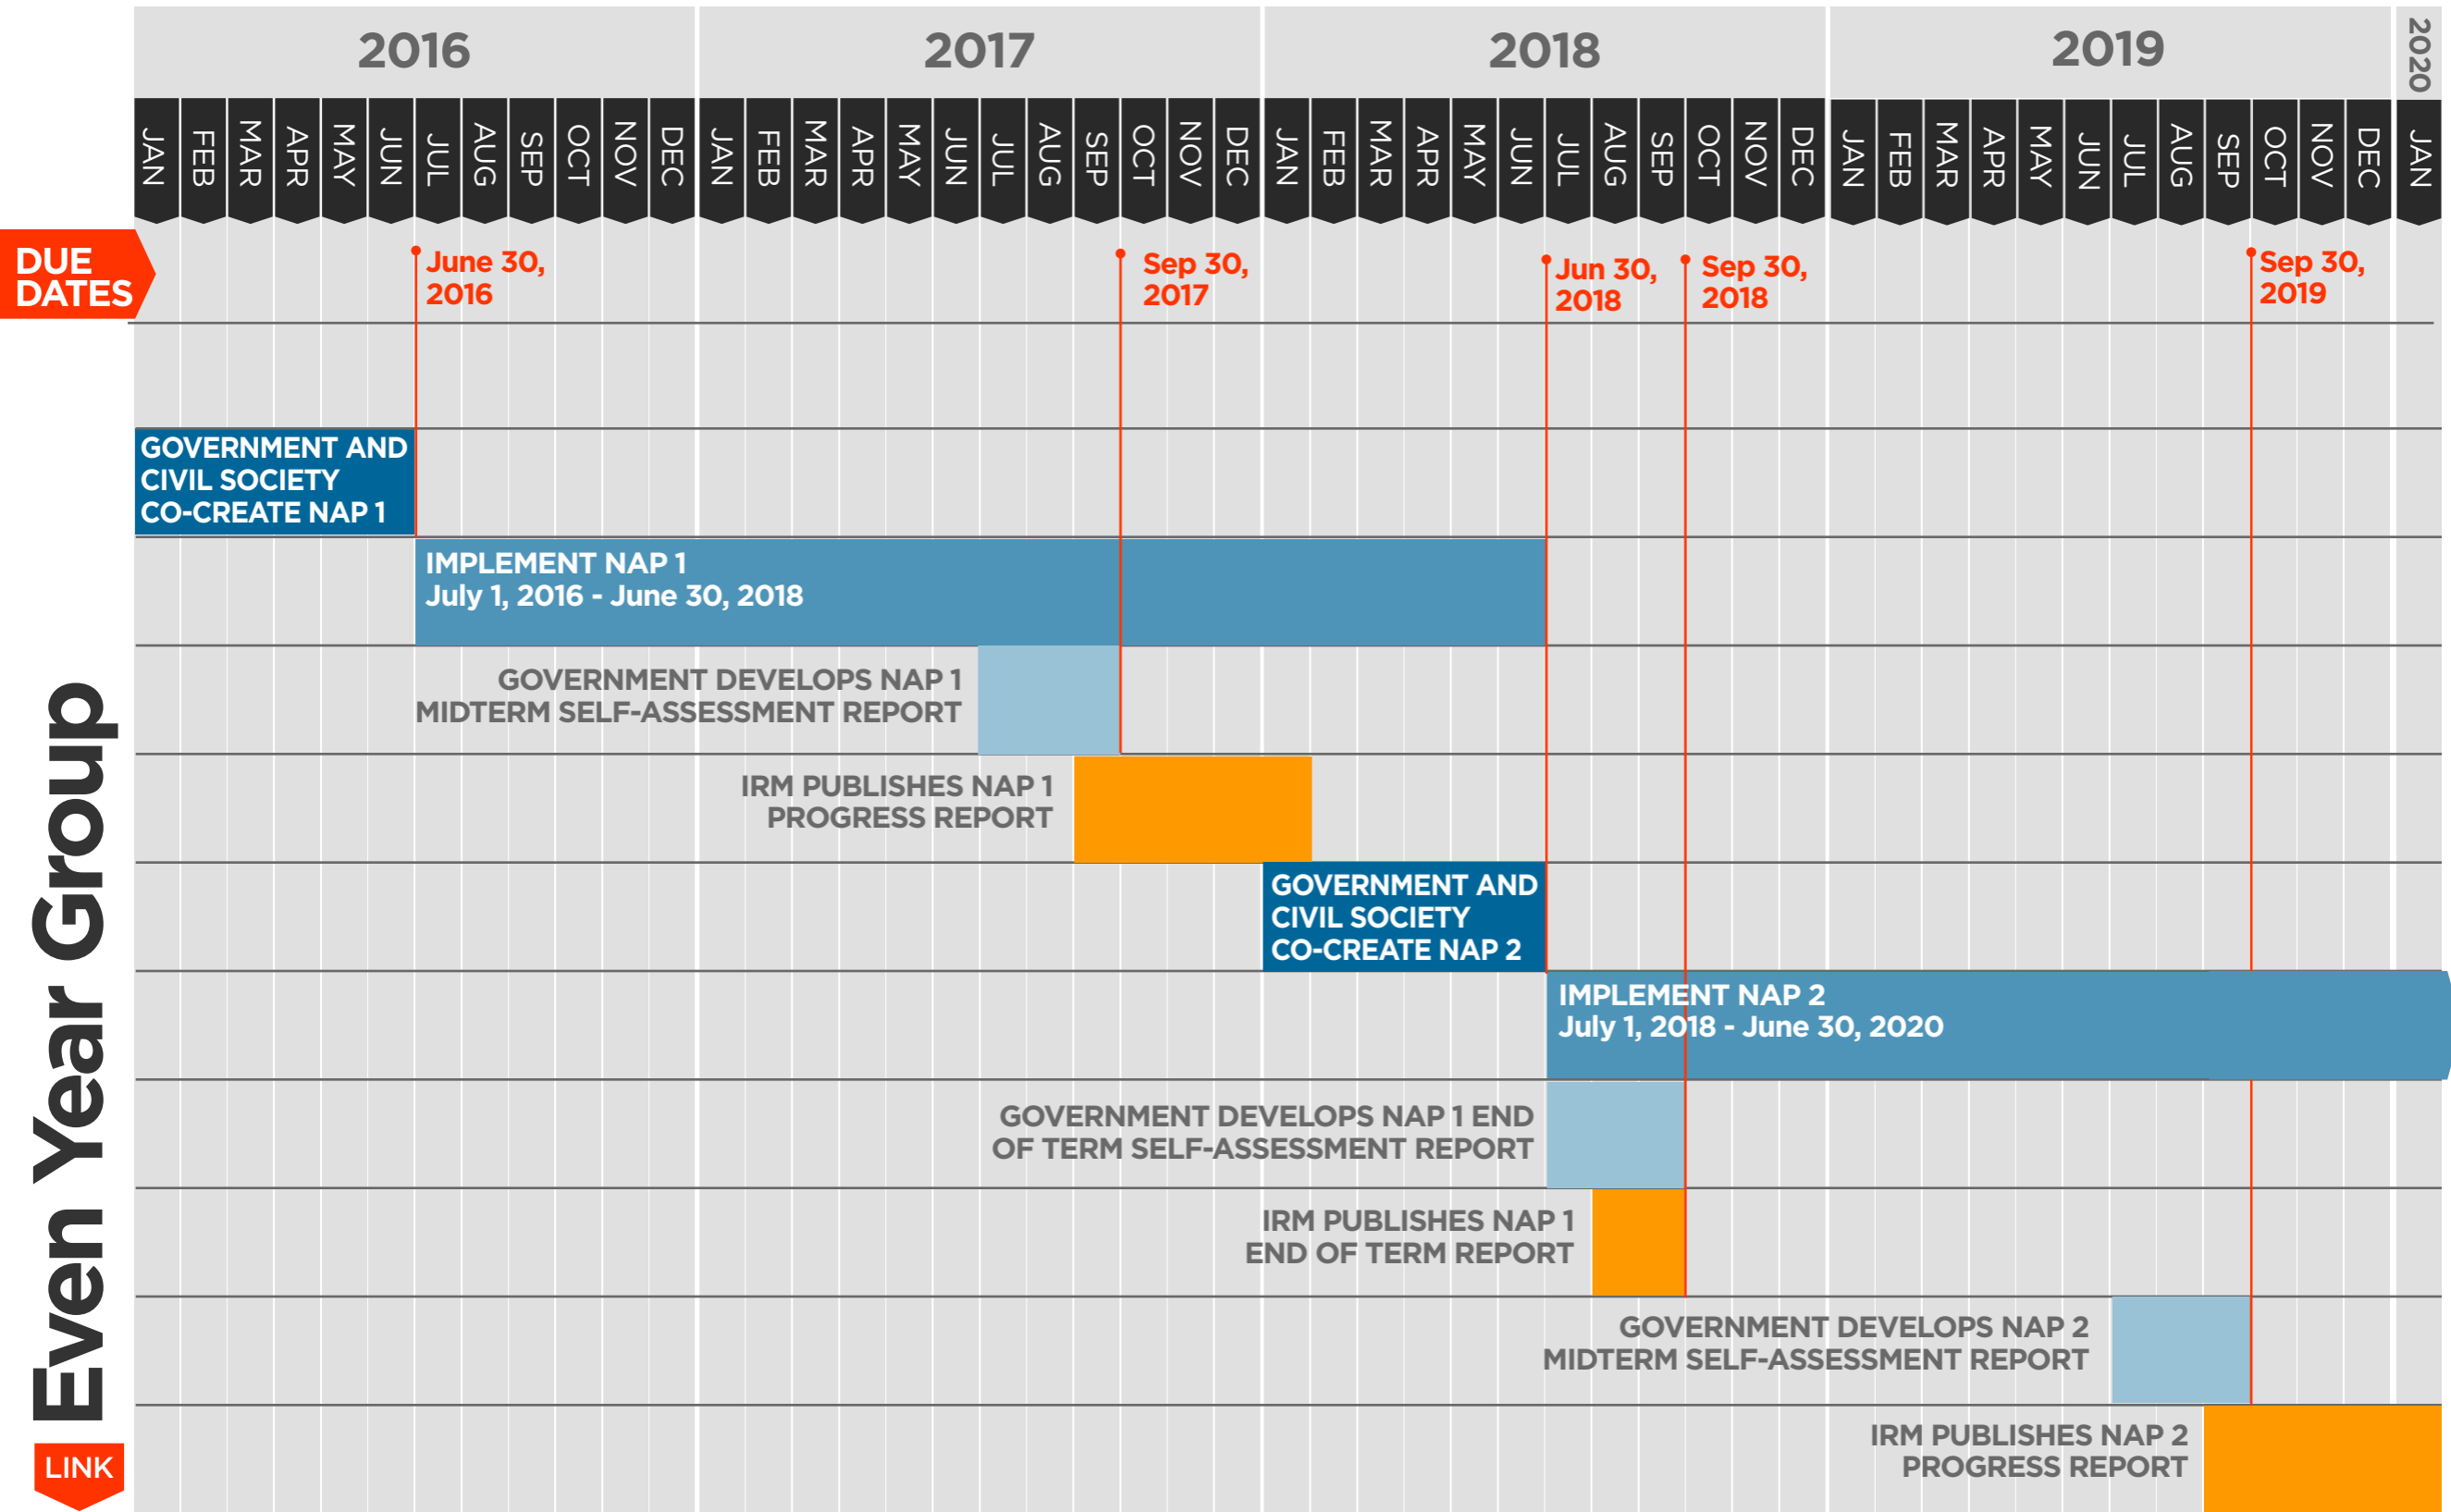 2016
2017
2018
2019
2020
JAN FEB MAR APR MAY JUN JUL AUG SEP OCT NOV DEC JAN FEB MAR APR MAY JUN JUL AUG SEP OCT NOV DEC JAN FEB MAR APR MAY JUN JUL AUG SEP OCT NOV DEC JAN FEB MAR APR MAY JUN JUL AUG SEP OCT NOV DEC JAN
DUE
DATES
June 30,
2016
Sep 30,
2017
Jun 30,
2018
Sep 30,
2018
Sep 30,
2019
GOVERNMENT AND
CIVIL SOCIETY
CO-CREATE NAP 1
IMPLEMENT NAP 1
July 1, 2016 - June 30, 2018
GOVERNMENT DEVELOPS NAP 1
MIDTERM SELF-ASSESSMENT REPORT
IRM PUBLISHES NAP 1
PROGRESS REPORT
GOVERNMENT AND
CIVIL SOCIETY
CO-CREATE NAP 2
IMPLEMENT NAP 2
July 1, 2018 - June 30, 2020
GOVERNMENT DEVELOPS NAP 1 END
OF TERM SELF-ASSESSMENT REPORT
IRM PUBLISHES NAP 1
END OF TERM REPORT
GOVERNMENT DEVELOPS NAP 2
MIDTERM SELF-ASSESSMENT REPORT
IRM PUBLISHES NAP 2
PROGRESS REPORT
Even Year Group
LINK